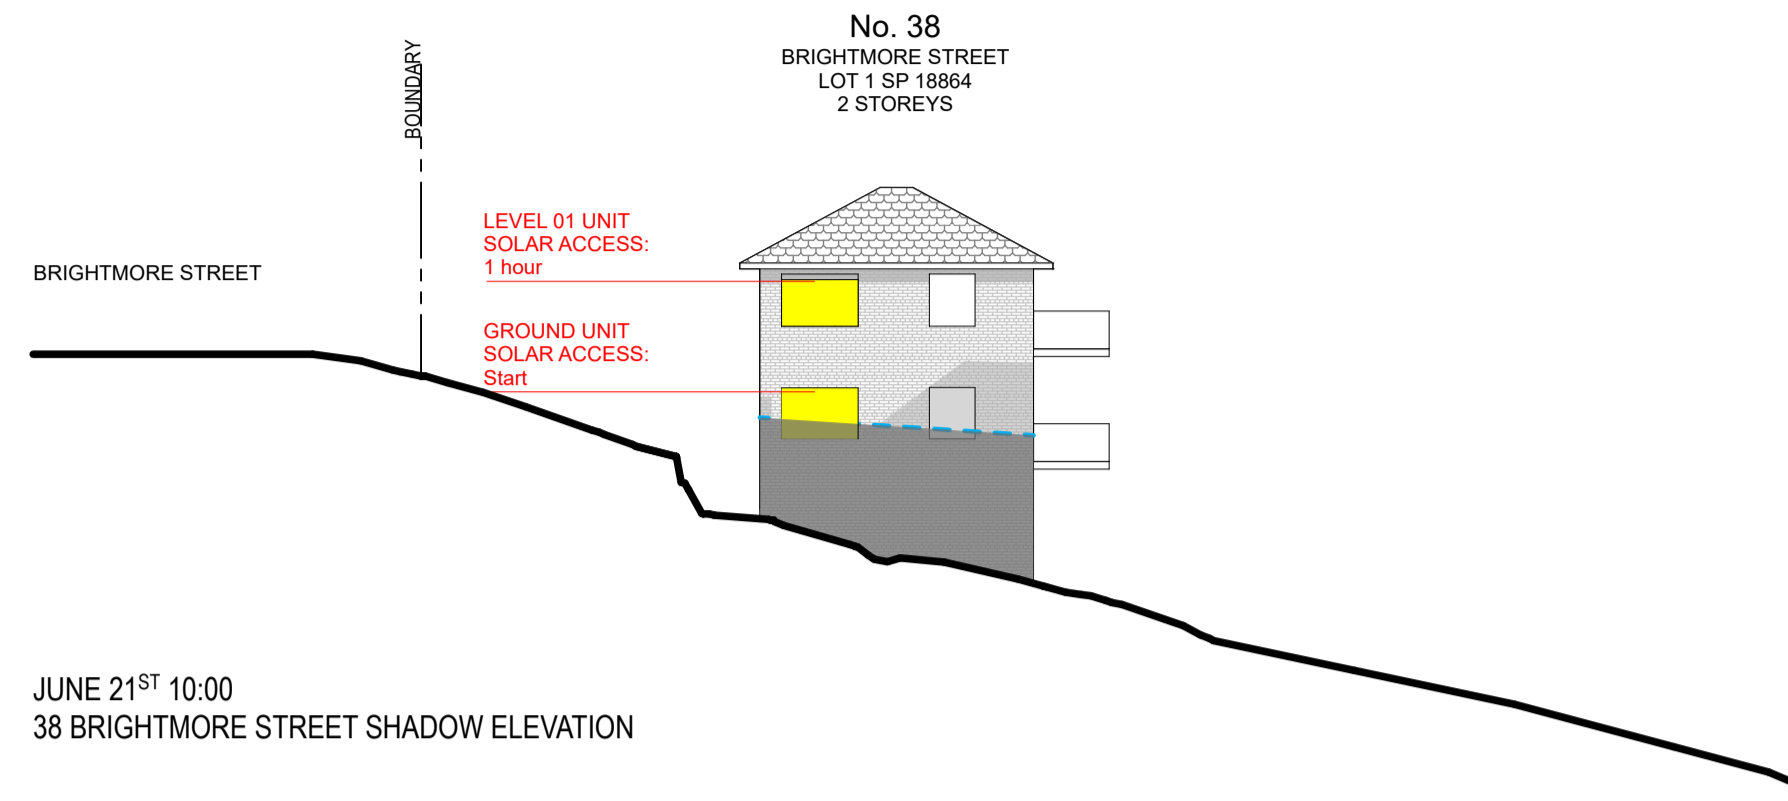 No. 38
BRIGHTMORE STREET
LOT 1 SP 18864
2 STOREYS
BOUNDARY
LEVEL 01 UNIT
SOLAR ACCESS:
1 hour
BRIGHTMORE STREET
GROUND UNIT
SOLAR ACCESS:
Start
JUNE 21ST 10:00
38 BRIGHTMORE STREET SHADOW ELEVATION